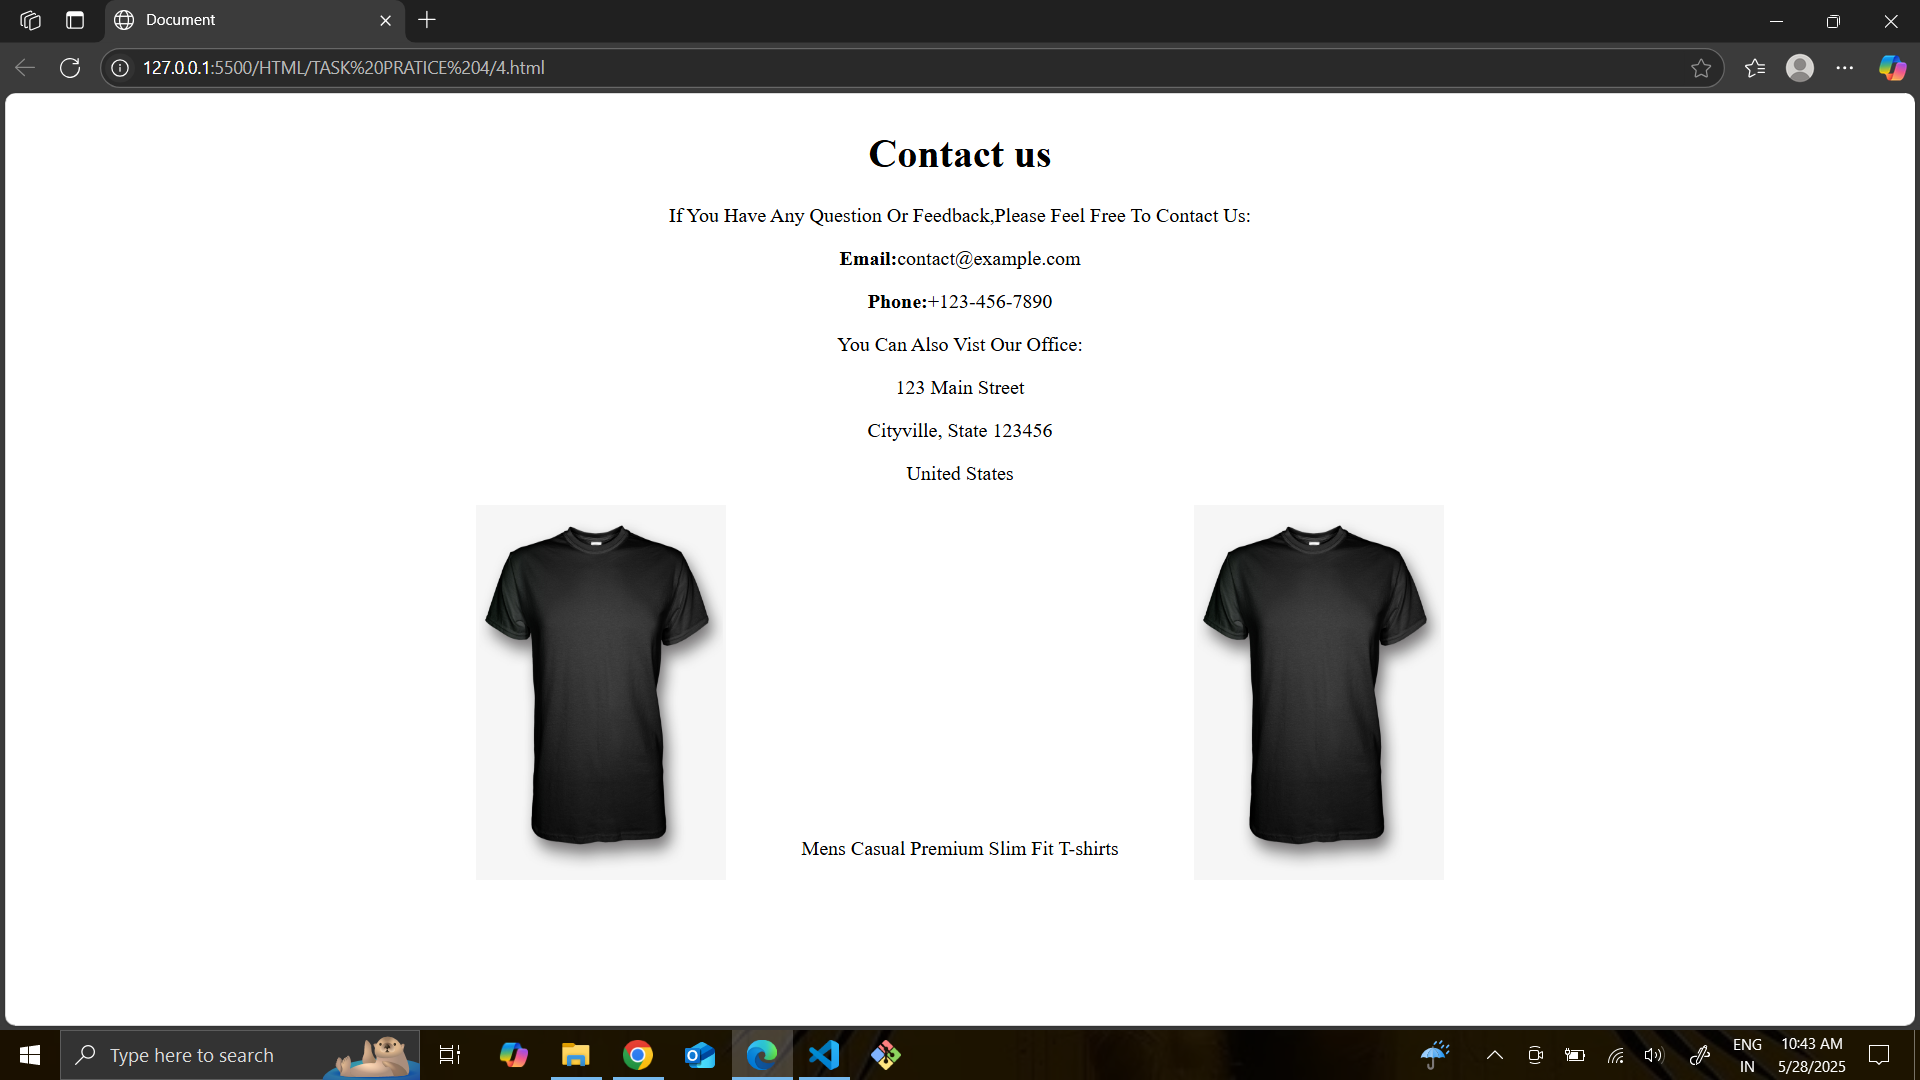 Document
127.0.0.1:5500/HTML/TASK%20PRATICE%204/4.html
Contact us
If You Have Any Question Or Feedback,Please Feel Free To Contact Us:
Email:contact@example.com
Phone:+123-456-7890
You Can Also Vist Our Office:
123 Main Street
Cityville, State 123456
United States
Mens Casual Premium Slim Fit T-shirts
Type here to search
ENG
IN
10:43 AM
5/28/2025